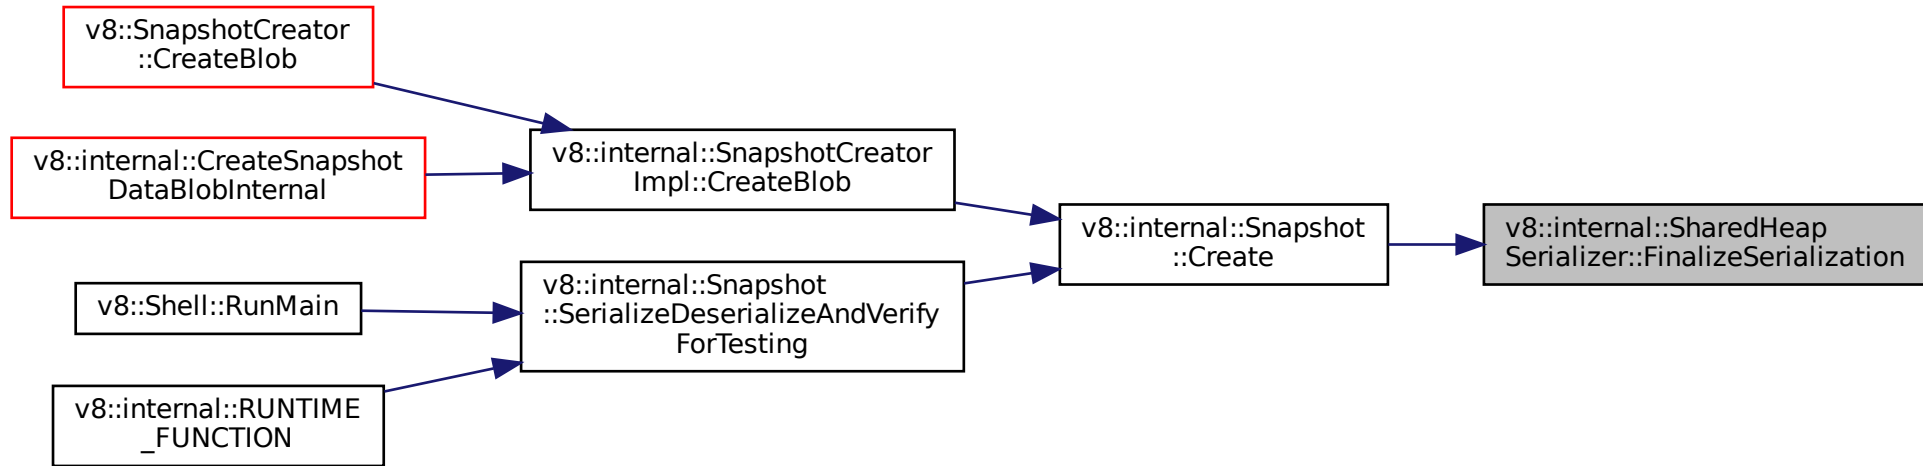 v8::SnapshotCreator
::CreateBlob
v8::internal::CreateSnapshot
DataBlobInternal
v8::internal::SnapshotCreator
Impl::CreateBlob
v8::internal::Snapshot
::Create
v8::internal::SharedHeap
Serializer::FinalizeSerialization
v8::internal::Snapshot
::SerializeDeserializeAndVerify
ForTesting
v8::Shell::RunMain
v8::internal::RUNTIME
_FUNCTION